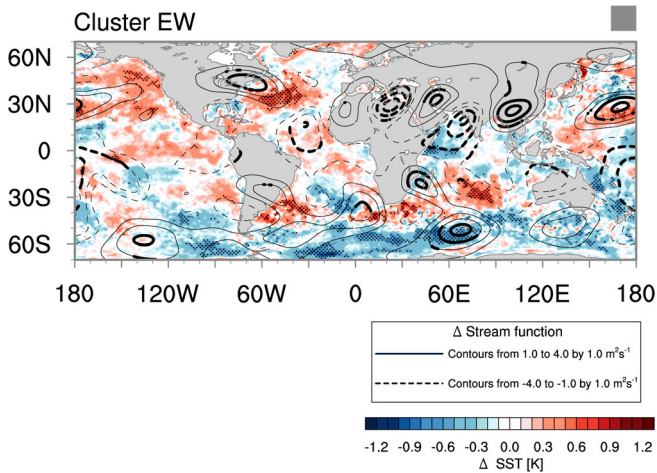 Cluster EW
60N
30N
0
30S
60S
180 120W 60W 0 60E 120E 180
Δ Stream function
Contours from 1.0 to 4.0 by 1.0 m²s⁻¹
Contours from -4.0 to -1.0 by 1.0 m²s⁻¹
-1.2 -0.9 -0.6 -0.3 0.0 0.3 0.6 0.9 1.2
Δ SST [K]